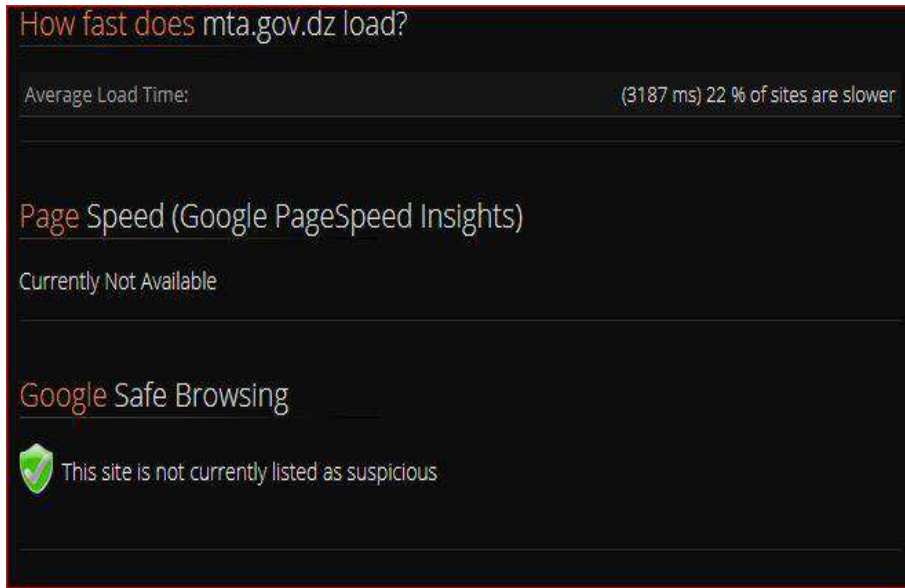 How fast does mta.gov.dz load?
Average Load Time: (3187 ms) 22 % of sites are slower
Page Speed (Google PageSpeed Insights)
Currently Not Available
Google Safe Browsing
This site is not currently listed as suspicious